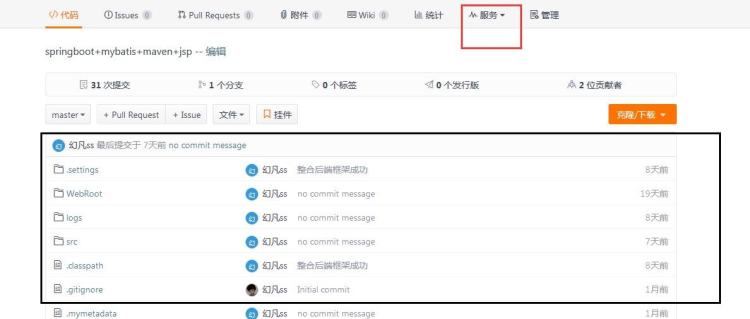 代码 Issues 0 Pull Requests 0 附件 0 Wiki 0 统计 服务 管理
springboot+mybatis+maven+jsp -- 编辑
31 次提交 1 个分支 0 个标签 0 个发行版 2 位贡献者
master + Pull Request + Issue 文件 挂件 克隆/下载
幻凡ss 最后提交于 7天前 no commit message
.settings 幻凡ss 整合后端框架成功 8天前
WebRoot 幻凡ss no commit message 19天前
logs 幻凡ss no commit message 8天前
src 幻凡ss no commit message 7天前
.classpath 幻凡ss 整合后端框架成功 8天前
.gitignore 幻凡ss Initial commit 1月前
.mymetadata 幻凡ss no commit message 1月前